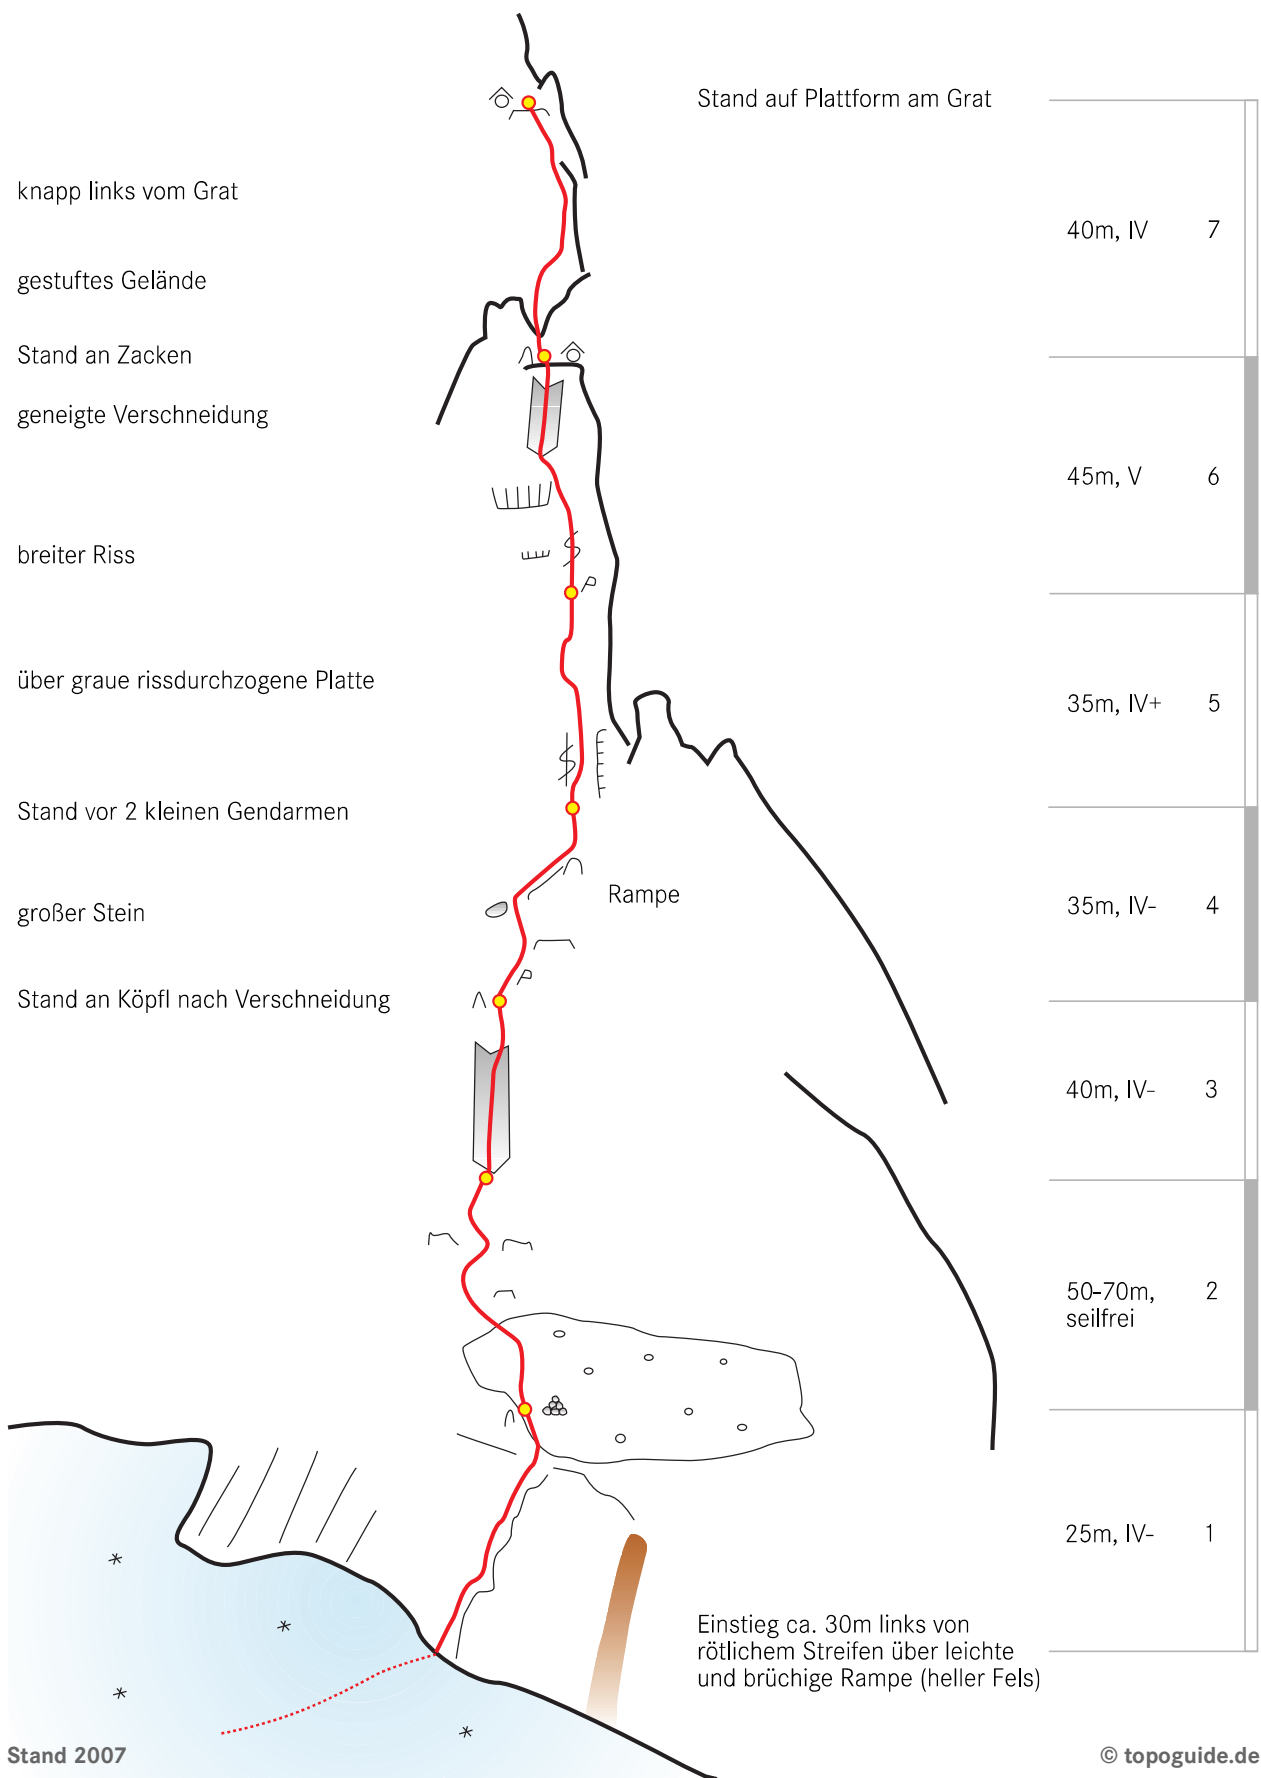 Stand auf Plattform am Grat
knapp links vom Grat
40m, IV 7
gestuftes Gelände
Stand an Zacken
geneigte Verschneidung
45m, V 6
breiter Riss
über graue rissdurchzogene Platte
35m, IV+ 5
Stand vor 2 kleinen Gendarmen
Rampe
großer Stein
35m, IV- 4
Stand an Köpfl nach Verschneidung
40m, IV- 3
50-70m, 2
seilfrei
25m, IV- 1
Einstieg ca. 30m links von
rötlichem Streifen über leichte
und brüchige Rampe (heller Fels)
Stand 2007
© topoguide.de